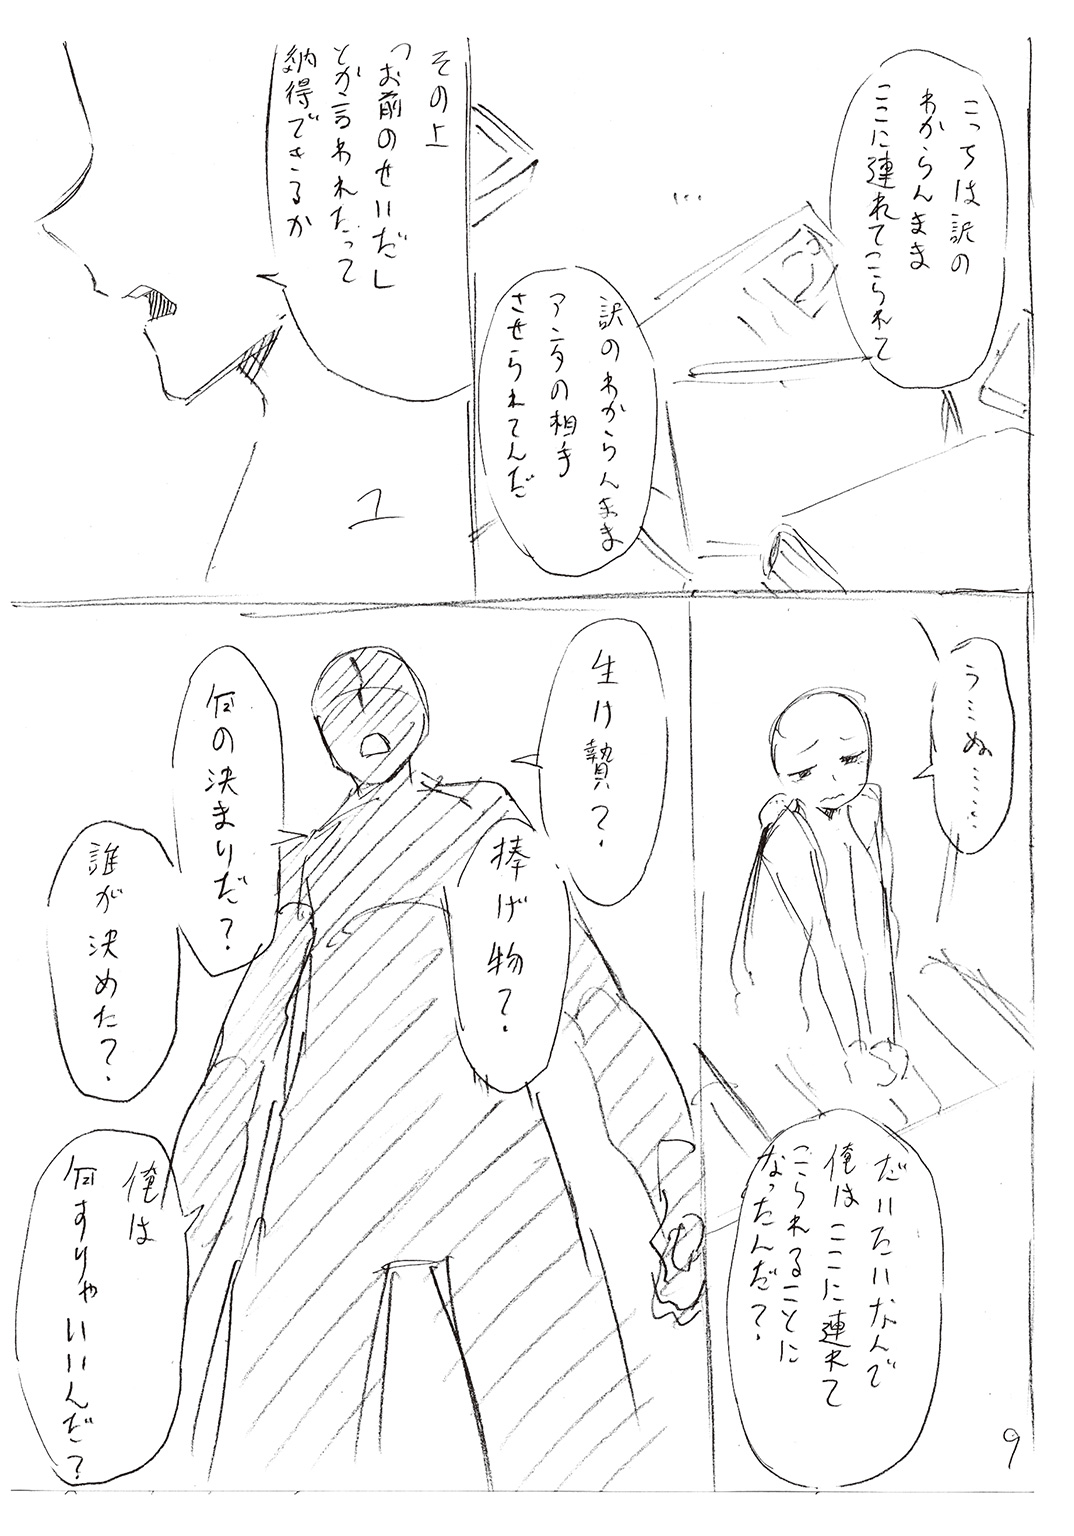 こっちは訳の
わからんまま
ここに連れてこられて
…
訳のわからんまま
アンタの相手
させられてんだ
その上
「お前のせいだ」
とか言われたって
納得できるか
う…ぬ……
だいたいなんで
俺はここに連れて
こられることに
なったんだ?
生け贄?
捧げ物?
何の決まりだ?
誰が決めた?
俺は
何すりゃいいんだ?
9